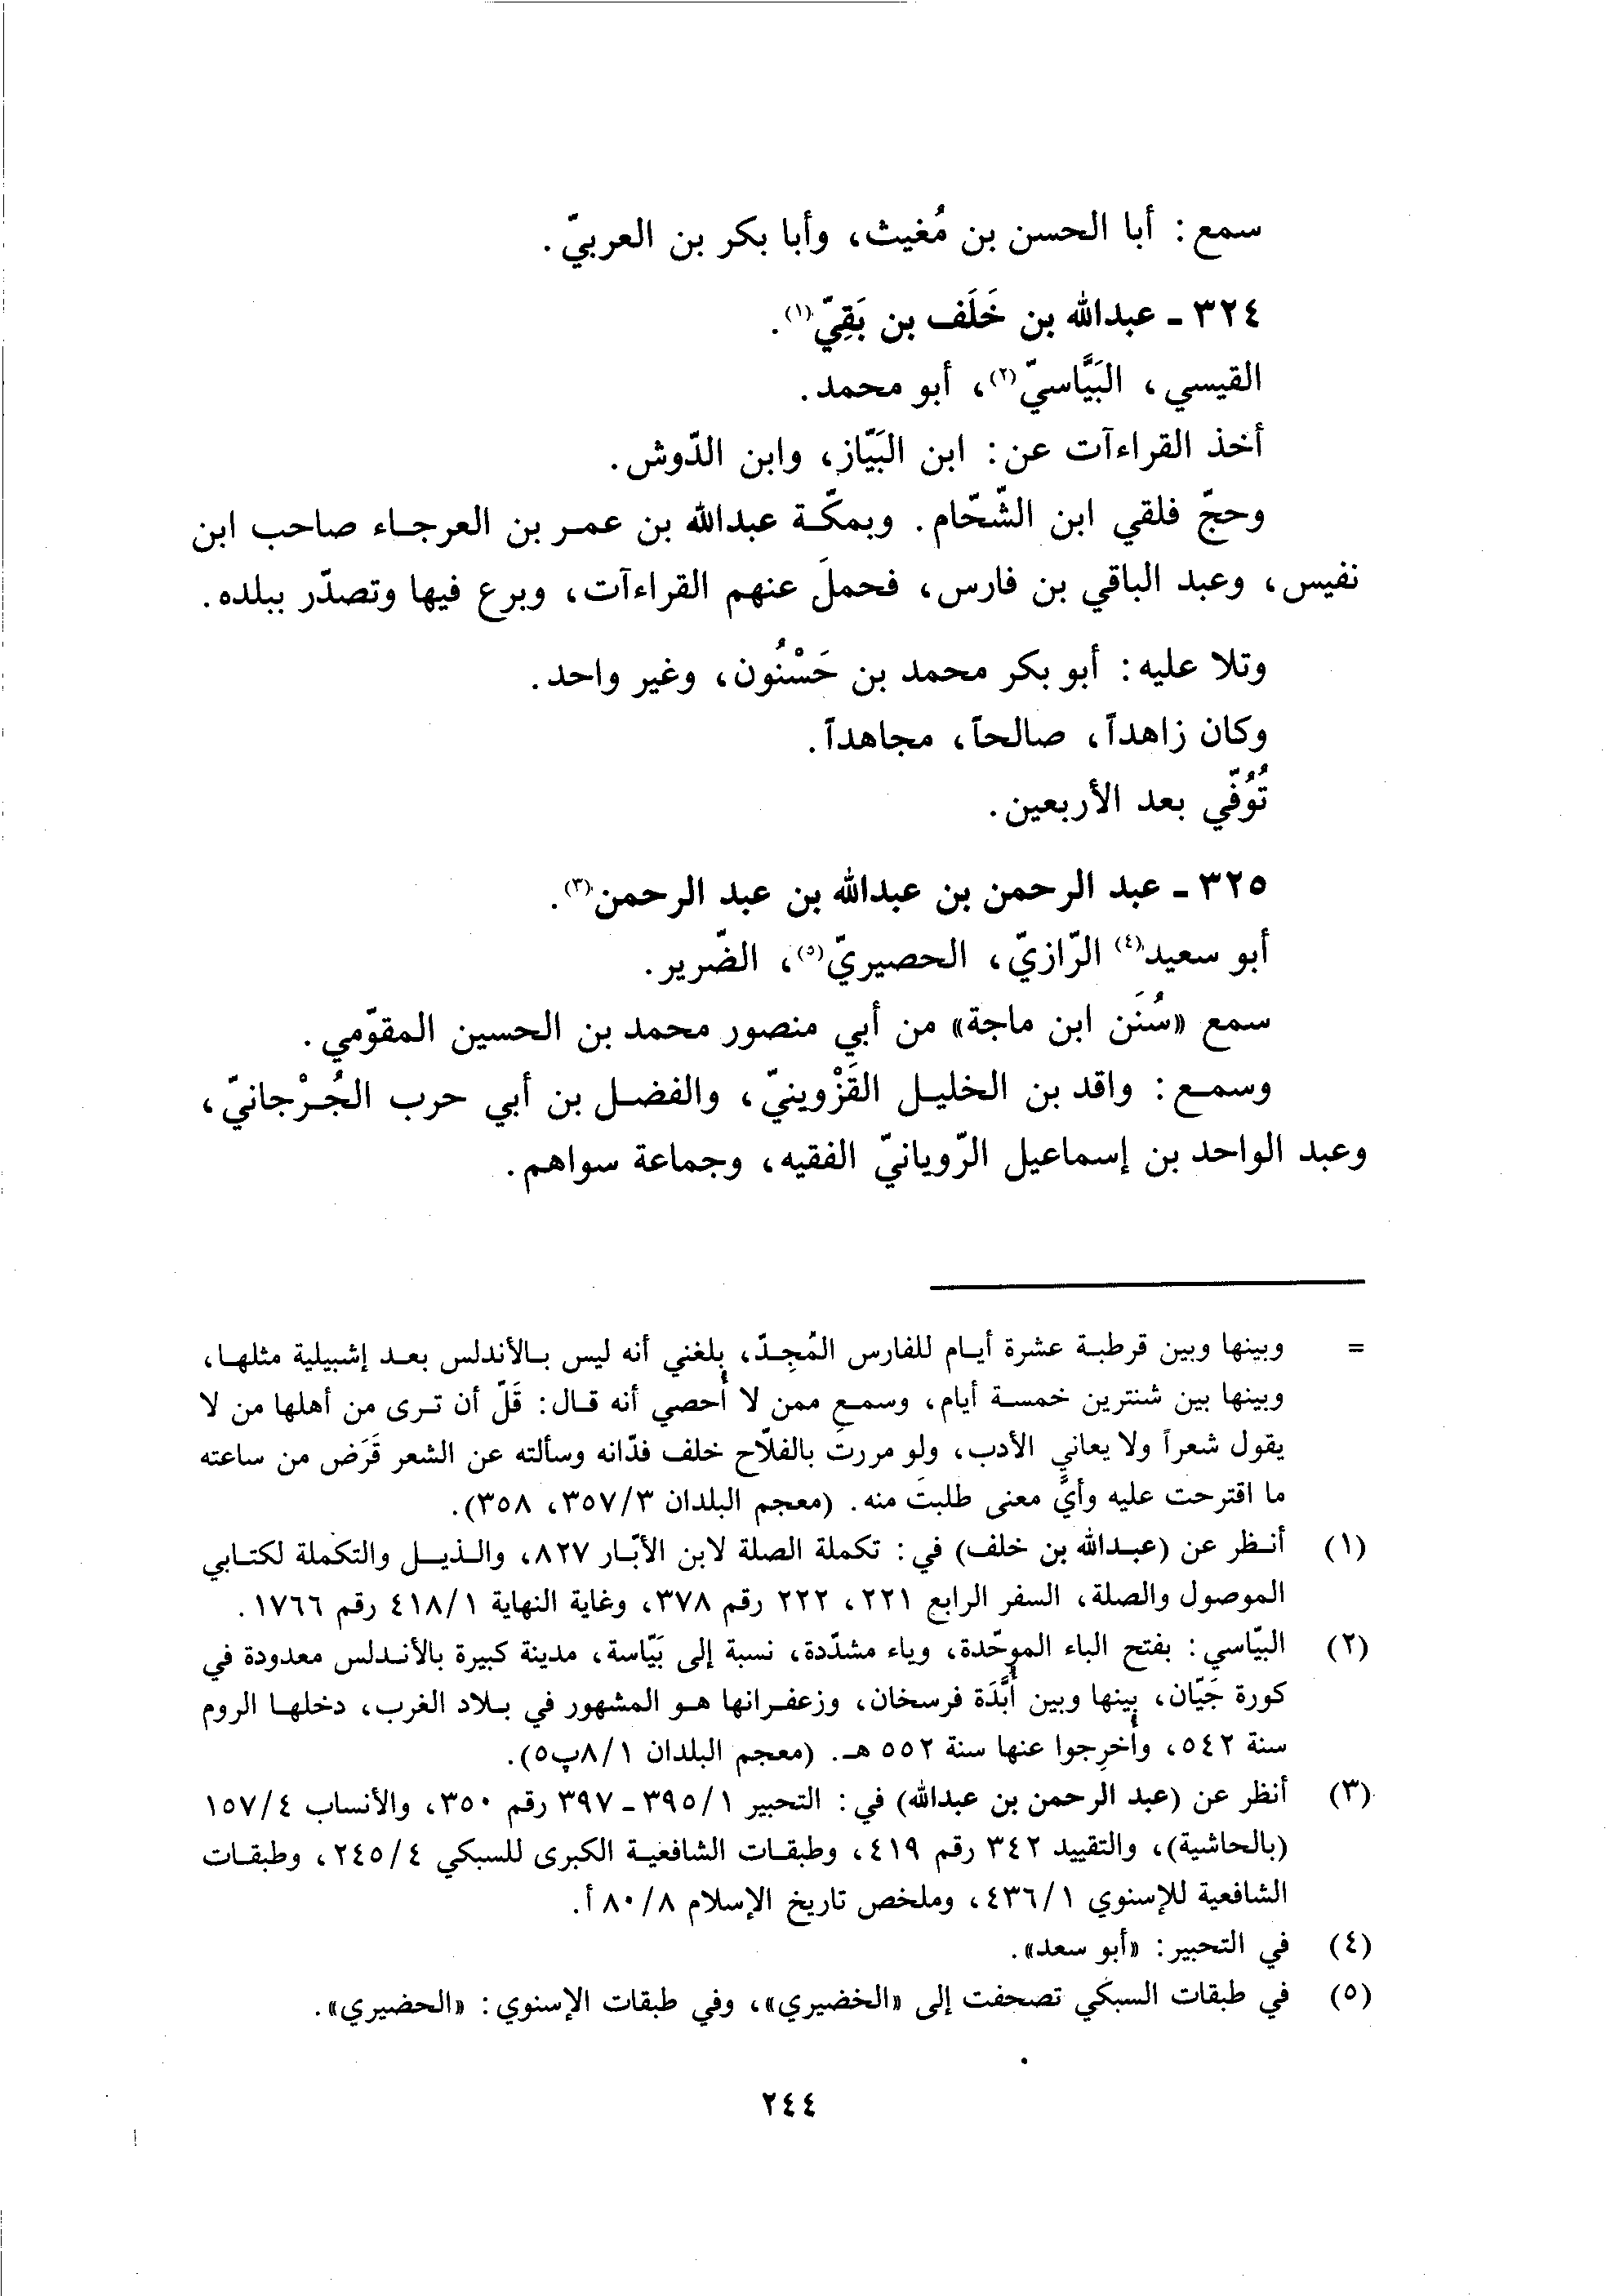 سمع: أبا الحسن بن مُغيث، وأبا بكر بن العربيّ.
٣٢٤ - عبدالله بن خَلَف بن بَقِيّ(١).
القيسي، البَيَّاسيّ(٢)، أبو محمد.
أخذ القراءآت عن: ابن البَيّاز، وابن الدّوش.
وحجّ فلقي ابن الشّحّام. وبمكّة عبدالله بن عمر بن العرجاء صاحب ابن
نفيس، وعبد الباقي بن فارس، فحملَ عنهم القراءآت، وبرع فيها وتصدّر ببلده.
وتلا عليه: أبو بكر محمد بن حَسْنُون، وغير واحد.
وكان زاهداً، صالحاً، مجاهداً.
تُوُفّي بعد الأربعين.
٣٢٥ - عبد الرحمن بن عبدالله بن عبد الرحمن(٣).
أبو سعيد(٤) الرّازيّ، الحصيريّ(٥)، الضّرير.
سمع «سُنَن ابن ماجة» من أبي منصور محمد بن الحسين المقوّمي.
وسمع: واقد بن الخليل القَزْوينيّ، والفضل بن أبي حرب الجُرْجانيّ،
وعبد الواحد بن إسماعيل الرّويانيّ الفقيه، وجماعة سواهم.
= وبينها وبين قرطبة عشرة أيام للفارس المُجِدّ، بلغني أنه ليس بالأندلس بعد إشبيلية مثلها،
وبينها بين شنترين خمسة أيام، وسمع ممن لا أُحصي أنه قال: قَلّ أن ترى من أهلها من لا
يقول شعراً ولا يعاني الأدب، ولو مررتَ بالفلّاح خلف فدّانه وسألته عن الشعر قَرَض من ساعته
ما اقترحت عليه وأيَّ معنى طلبتَ منه. (معجم البلدان ٣/٣٥٧، ٣٥٨).
(١) أنظر عن (عبدالله بن خلف) في: تكملة الصلة لابن الأبّار ٨٢٧، والذيل والتكملة لكتابي
الموصول والصلة، السفر الرابع ٢٢١، ٢٢٢ رقم ٣٧٨، وغاية النهاية ١/٤١٨ رقم ١٧٦٦.
(٢) البيّاسي: بفتح الباء الموحّدة، وياء مشدّدة، نسبة إلى بَيّاسة، مدينة كبيرة بالأندلس معدودة في
كورة جَيّان، بينها وبين أُبَّدَة فرسخان، وزعفرانها هو المشهور في بلاد الغرب، دخلها الروم
سنة ٥٤٢، وأُخرِجوا عنها سنة ٥٥٢ هـ. (معجم البلدان ١/٨پ٥).
(٣) أنظر عن (عبد الرحمن بن عبدالله) في: التحبير ١/٣٩٥ - ٣٩٧ رقم ٣٥٠، والأنساب ٤/١٥٧
(بالحاشية)، والتقييد ٣٤٢ رقم ٤١٩، وطبقات الشافعية الكبرى للسبكي ٤/٢٤٥، وطبقات
الشافعية للإسنوي ١/٤٣٦، وملخص تاريخ الإسلام ٨/٨٠ أ.
(٤) في التحبير: «أبو سعد».
(٥) في طبقات السبكي تصحفت إلى «الخضيري»، وفي طبقات الإسنوي: «الحضيري».
٢٤٤